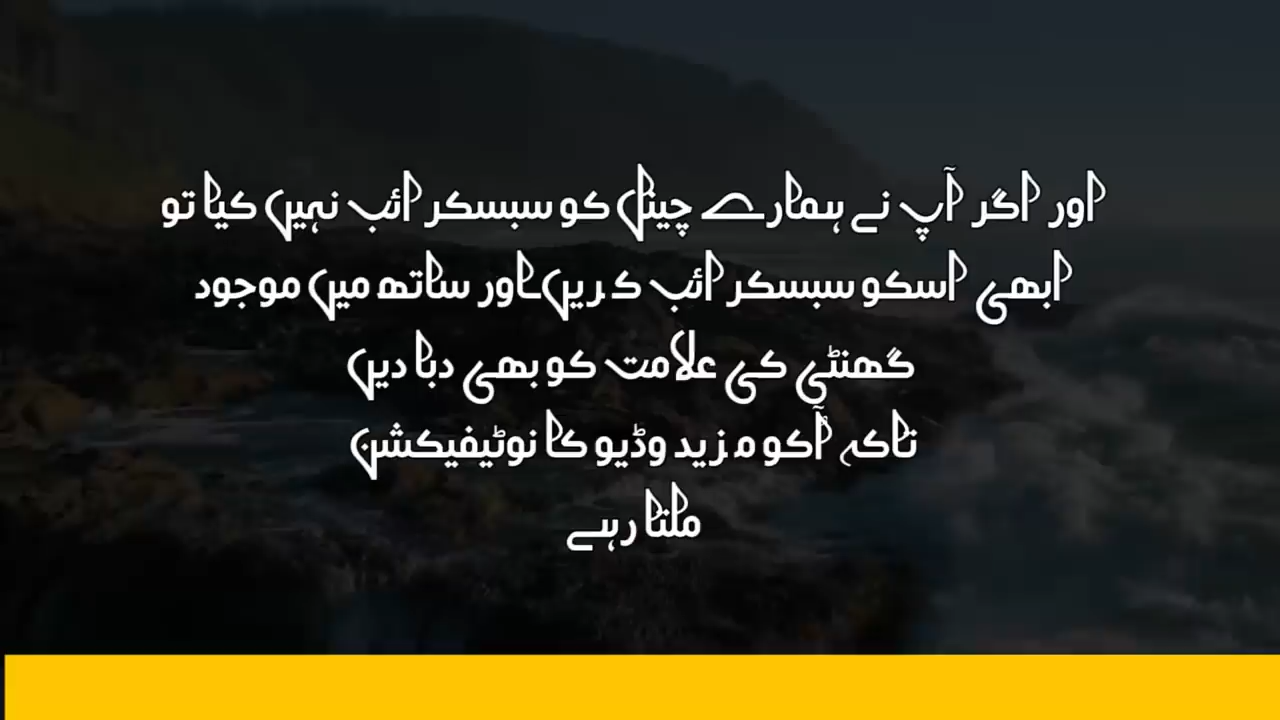 اور اگر آپ نے ہمارے چینل کو سبسکرائب نہیں کیا تو
ابھی اسکو سبسکرائب کریں اور ساتھ میں موجود
گھنٹی کی علامت کو بھی دبا دیں
تاکہ آپکو مزید وڈیو کا نوٹیفیکشن
ملتا رہے